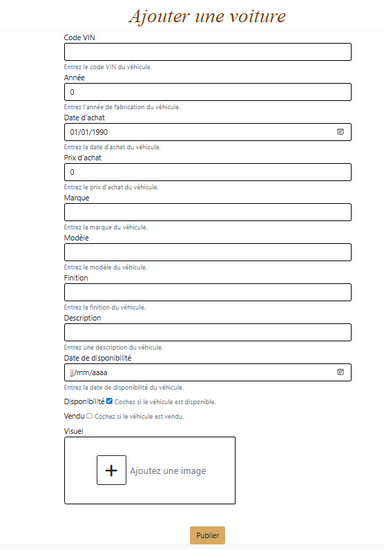 Ajouter une voiture
Code VIN
Entrez le code VIN du véhicule.
Année
0
Entrez l'année de fabrication du véhicule.
Date d'achat
01/01/1990
Entrez la date d'achat du véhicule.
Prix d'achat
0
Entrez le prix d'achat du véhicule.
Marque
Entrez la marque du véhicule.
Modèle
Entrez le modèle du véhicule.
Finition
Entrez la finition du véhicule.
Description
Entrez une description du véhicule.
Date de disponibilité
jj/mm/aaaa
Entrez la date de disponibilité du véhicule.
Disponibilité Cochez si le véhicule est disponible.
Vendu Cochez si le véhicule est vendu.
Visuel
+ Ajoutez une image
Publier